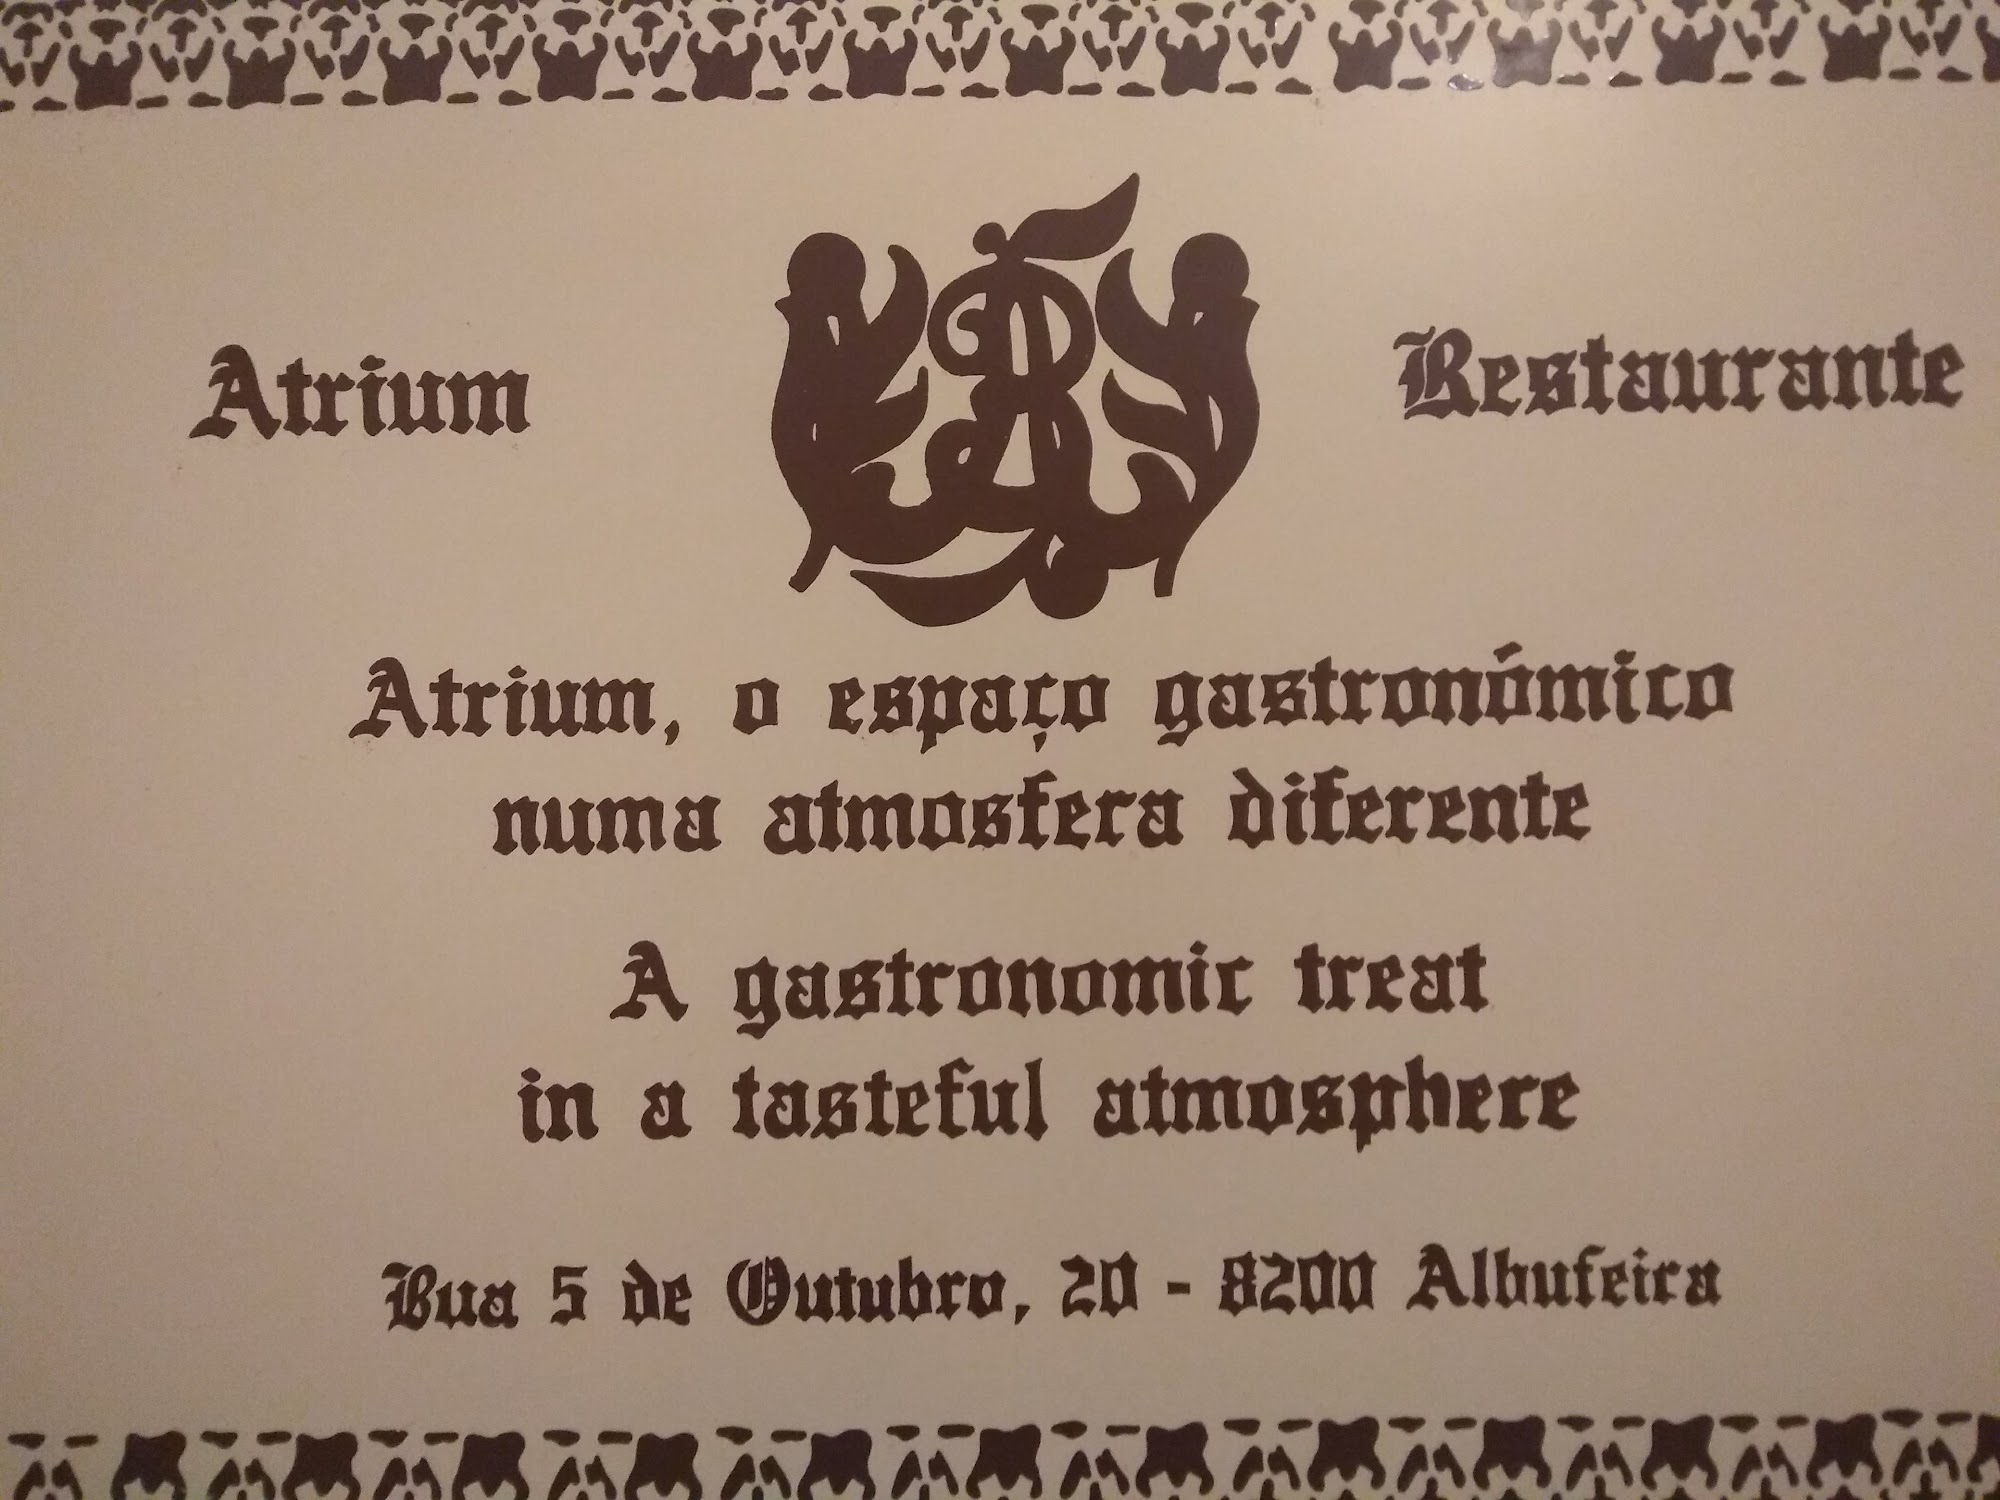 Atrium Restaurante
Atrium, o espaço gastronómico
numa atmosfera diferente
A gastronomic treat
in a tasteful atmosphere
Rua 5 de Outubro, 20 - 8200 Albufeira